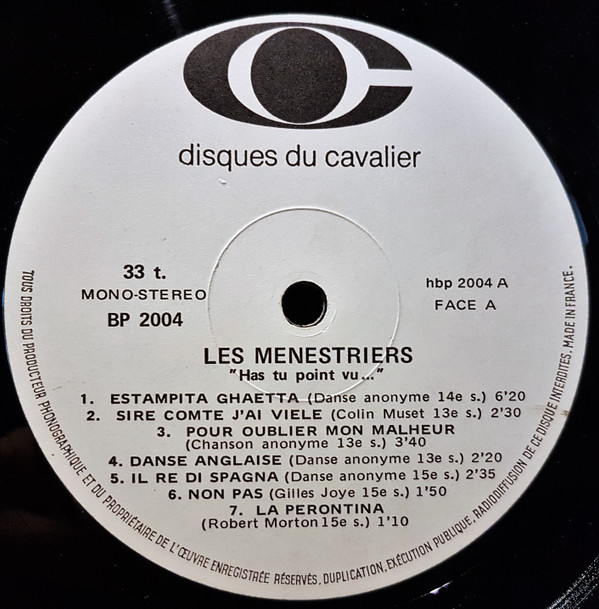 disques du cavalier
33 t.
MONO-STEREO
BP 2004
hbp 2004 A
FACE A
LES MENESTRIERS
"Has tu point vu..."
1. ESTAMPITA GHAETTA (Danse anonyme 14e s.) 6'20
2. SIRE COMTE J'AI VIELE (Colin Muset 13e s.) 2'30
3. POUR OUBLIER MON MALHEUR
(Chanson anonyme 13e s.) 3'40
4. DANSE ANGLAISE (Danse anonyme 13e s.) 2'20
5. IL RE DI SPAGNA (Danse anonyme 15e s.) 2'35
6. NON PAS (Gilles Joye 15e s.) 1'50
7. LA PERONTINA
(Robert Morton 15e s.) 1'10
TOUS DROITS DU PRODUCTEUR PHONOGRAPHIQUE ET DU PROPRIÉTAIRE DE L'ŒUVRE ENREGISTRÉE RÉSERVÉS, DUPLICATION, EXÉCUTION PUBLIQUE, RADIODIFFUSION DE CE DISQUE INTERDITES. MADE IN FRANCE.